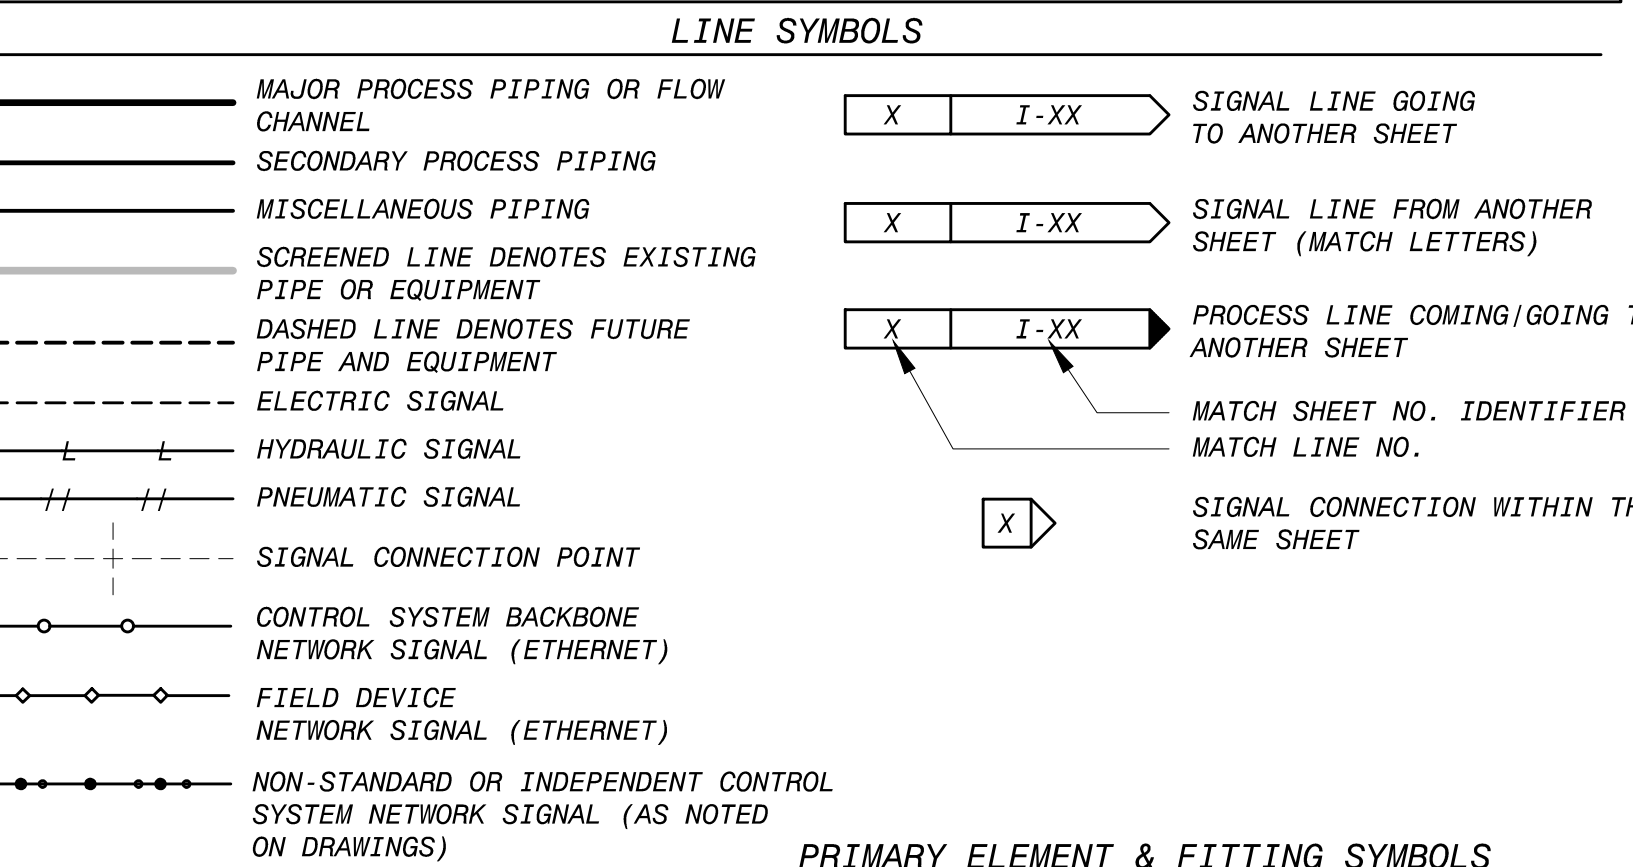 LINE SYMBOLS
MAJOR PROCESS PIPING OR FLOW
CHANNEL
SECONDARY PROCESS PIPING
MISCELLANEOUS PIPING
SCREENED LINE DENOTES EXISTING
PIPE OR EQUIPMENT
DASHED LINE DENOTES FUTURE
PIPE AND EQUIPMENT
ELECTRIC SIGNAL
L L HYDRAULIC SIGNAL
PNEUMATIC SIGNAL
SIGNAL CONNECTION POINT
CONTROL SYSTEM BACKBONE
NETWORK SIGNAL (ETHERNET)
FIELD DEVICE
NETWORK SIGNAL (ETHERNET)
NON-STANDARD OR INDEPENDENT CONTROL
SYSTEM NETWORK SIGNAL (AS NOTED
ON DRAWINGS)
X I-XX
SIGNAL LINE GOING
TO ANOTHER SHEET
X I-XX
SIGNAL LINE FROM ANOTHER
SHEET (MATCH LETTERS)
X I-XX
PROCESS LINE COMING/GOING
ANOTHER SHEET
MATCH SHEET NO. IDENTIFIER
MATCH LINE NO.
X
SIGNAL CONNECTION WITHIN
SAME SHEET
PRIMARY ELEMENT & FITTING SYMBOLS